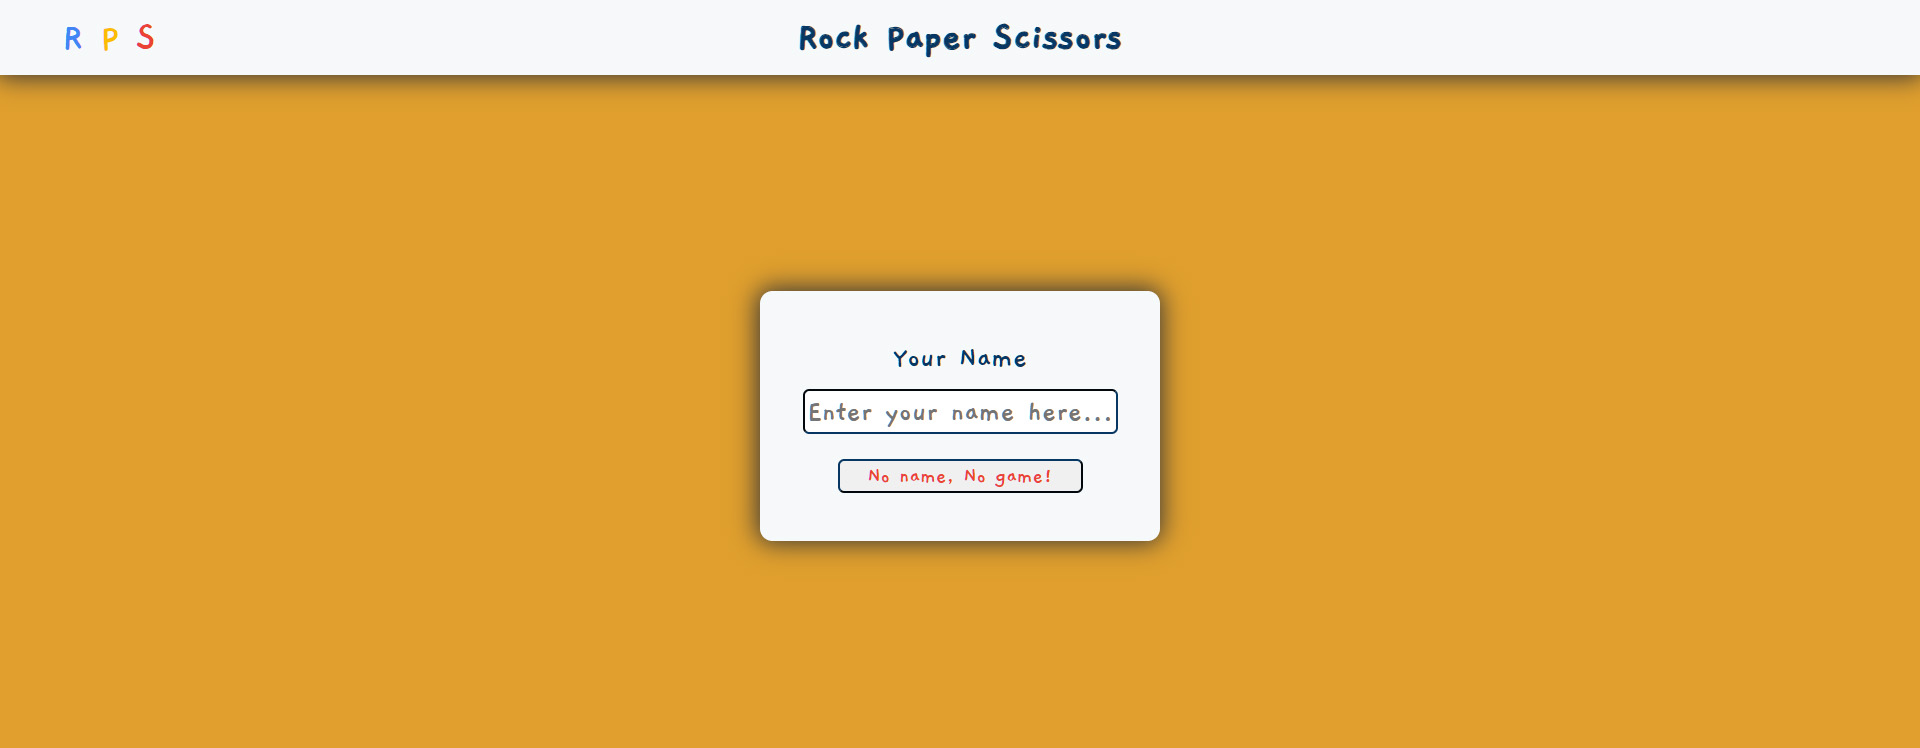 R P S
Rock Paper Scissors
Your Name
Enter your name here...
No name, No game!